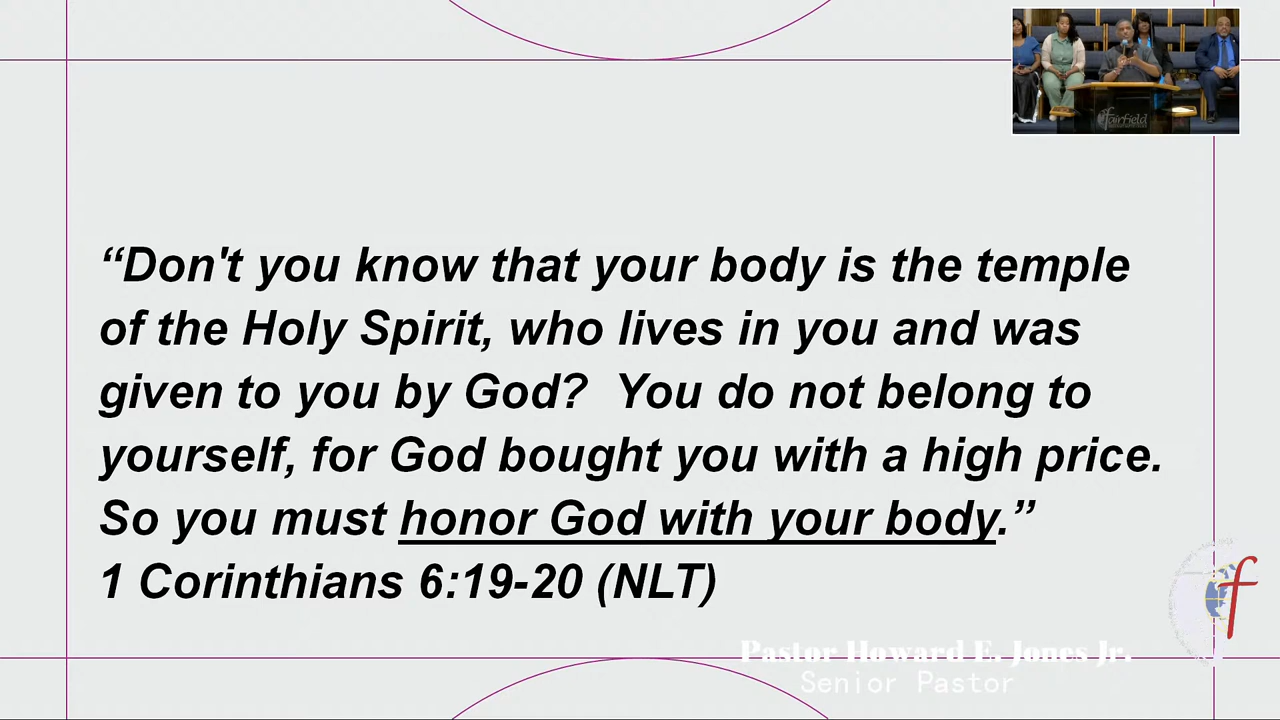 fairfield
“Don't you know that your body is the temple
of the Holy Spirit, who lives in you and was
given to you by God?  You do not belong to
yourself, for God bought you with a high price.
So you must honor God with your body.”
1 Corinthians 6:19-20 (NLT)
f
Pastor Howard E. Jones Jr.
Senior Pastor